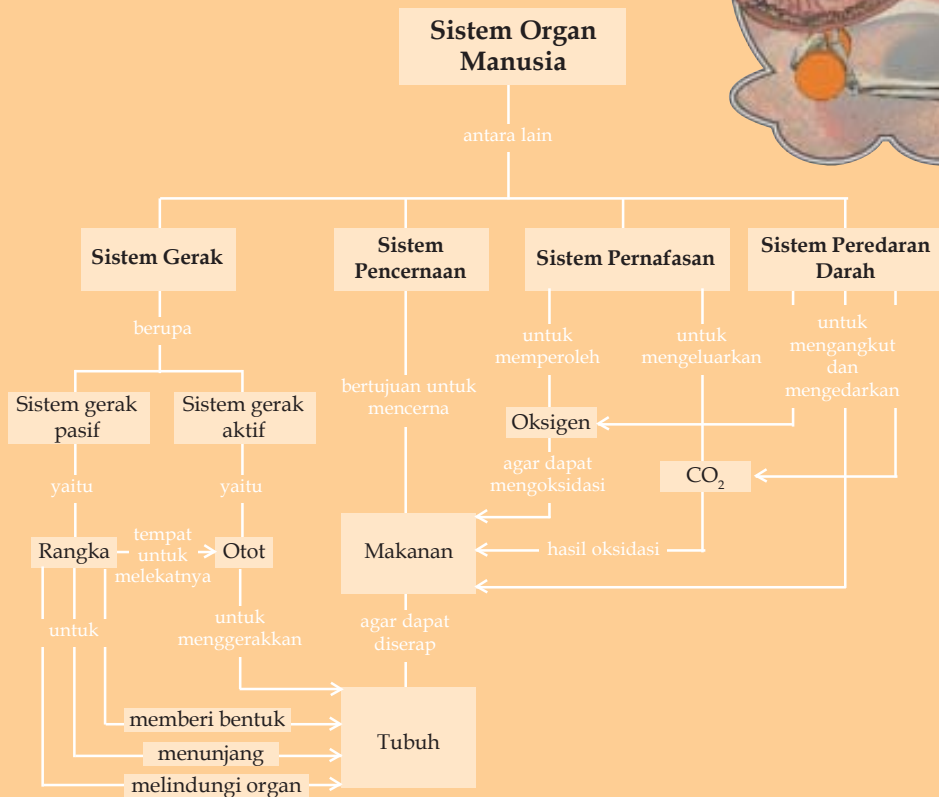 Sistem Organ
Manusia
antara lain
Sistem Gerak
Sistem
Pencernaan
Sistem Pernafasan
Sistem Peredaran
Darah
berupa
untuk
memperoleh
untuk
mengeluarkan
untuk
mengangkut
dan
mengedarkan
bertujuan untuk
mencerna
Sistem gerak
pasif
Sistem gerak
aktif
Oksigen
agar dapat
mengoksidasi
CO₂
yaitu
yaitu
Rangka
tempat
untuk
melekatnya
Otot
Makanan
hasil oksidasi
untuk
untuk
menggerakkan
agar dapat
diserap
memberi bentuk
menunjang
melindungi organ
Tubuh